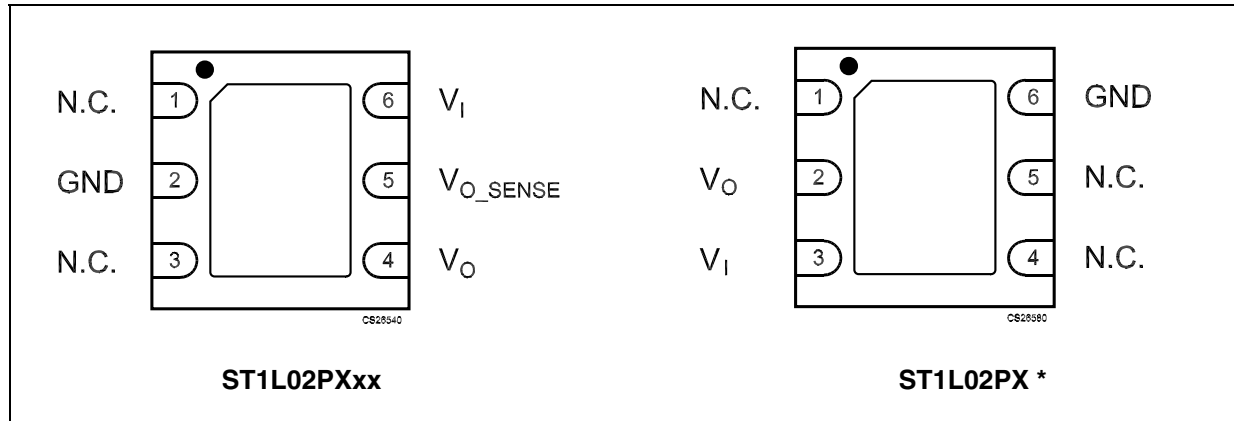 N.C. 1 6 V_I
GND 2 5 V_O_SENSE
N.C. 3 4 V_O
CS26540
ST1L02PXxx
N.C. 1 6 GND
V_O 2 5 N.C.
V_I 3 4 N.C.
CS26560
ST1L02PX *